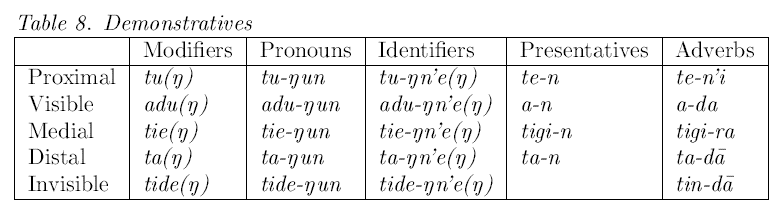 Table 8. Demonstratives
Modifiers Pronouns Identifiers Presentatives Adverbs
Proximal tu(ŋ) tu-ŋun tu-ŋn'e(ŋ) te-n te-n'i
Visible adu(ŋ) adu-ŋun adu-ŋn'e(ŋ) a-n a-da
Medial tie(ŋ) tie-ŋun tie-ŋn'e(ŋ) tigi-n tigi-ra
Distal ta(ŋ) ta-ŋun ta-ŋn'e(ŋ) ta-n ta-dā
Invisible tide(ŋ) tide-ŋun tide-ŋn'e(ŋ) tin-dā